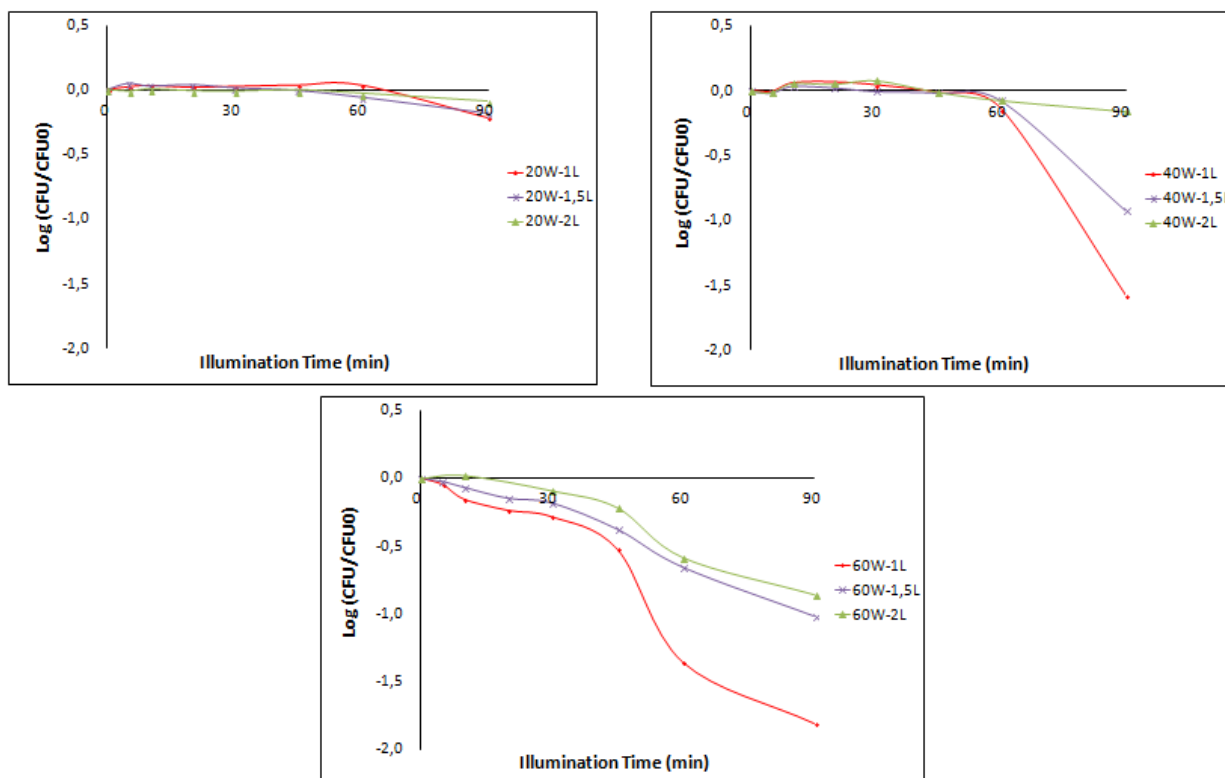 0,5
0,0
-0,5
-1,0
-1,5
-2,0
0
30
60
90
Log (CFU/CFU0)
Illumination Time (min)
20W-1L
20W-1,5L
20W-2L
0,5
0,0
-0,5
-1,0
-1,5
-2,0
0
30
60
90
Log (CFU/CFU0)
Illumination Time (min)
40W-1L
40W-1,5L
40W-2L
0,5
0,0
-0,5
-1,0
-1,5
-2,0
0
30
60
90
Log (CFU/CFU0)
Illumination Time (min)
60W-1L
60W-1,5L
60W-2L